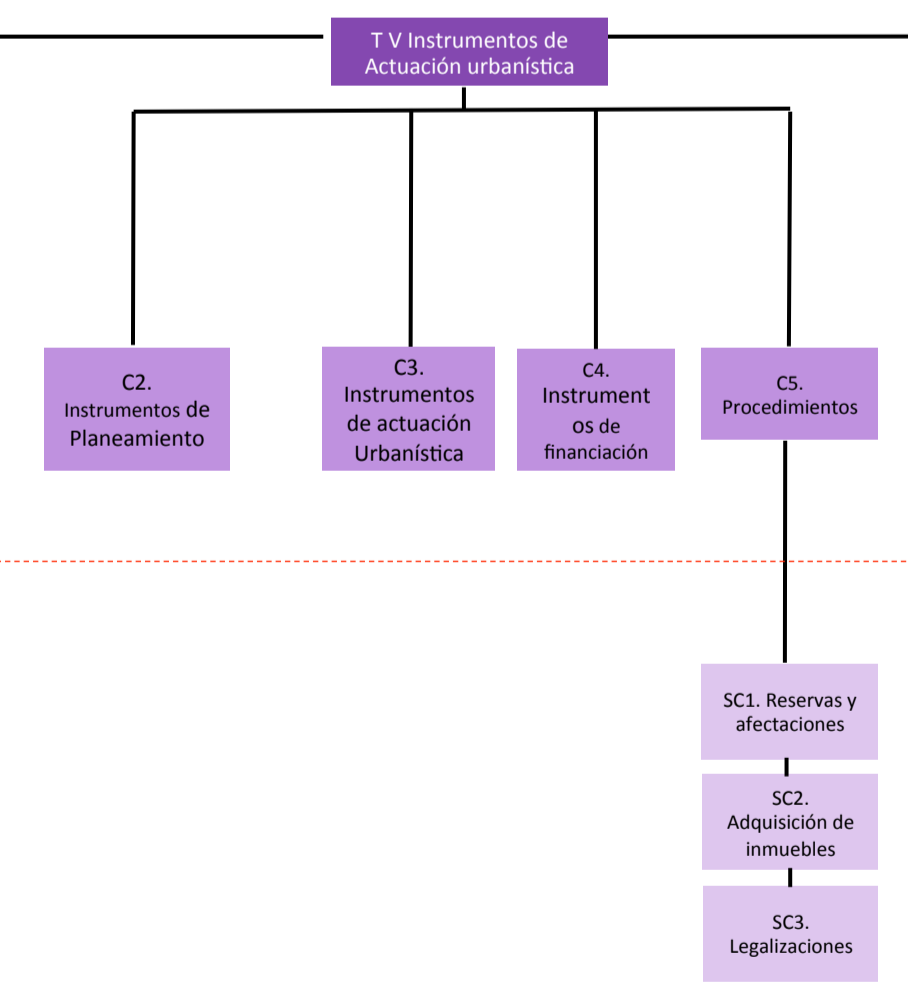 T V Instrumentos de
Actuación urbanística
C2.
Instrumentos de
Planeamiento
C3.
Instrumentos
de actuación
Urbanística
C4.
Instrument
os de
financiación
C5.
Procedimientos
SC1. Reservas y
afectaciones
SC2.
Adquisición de
inmuebles
SC3.
Legalizaciones